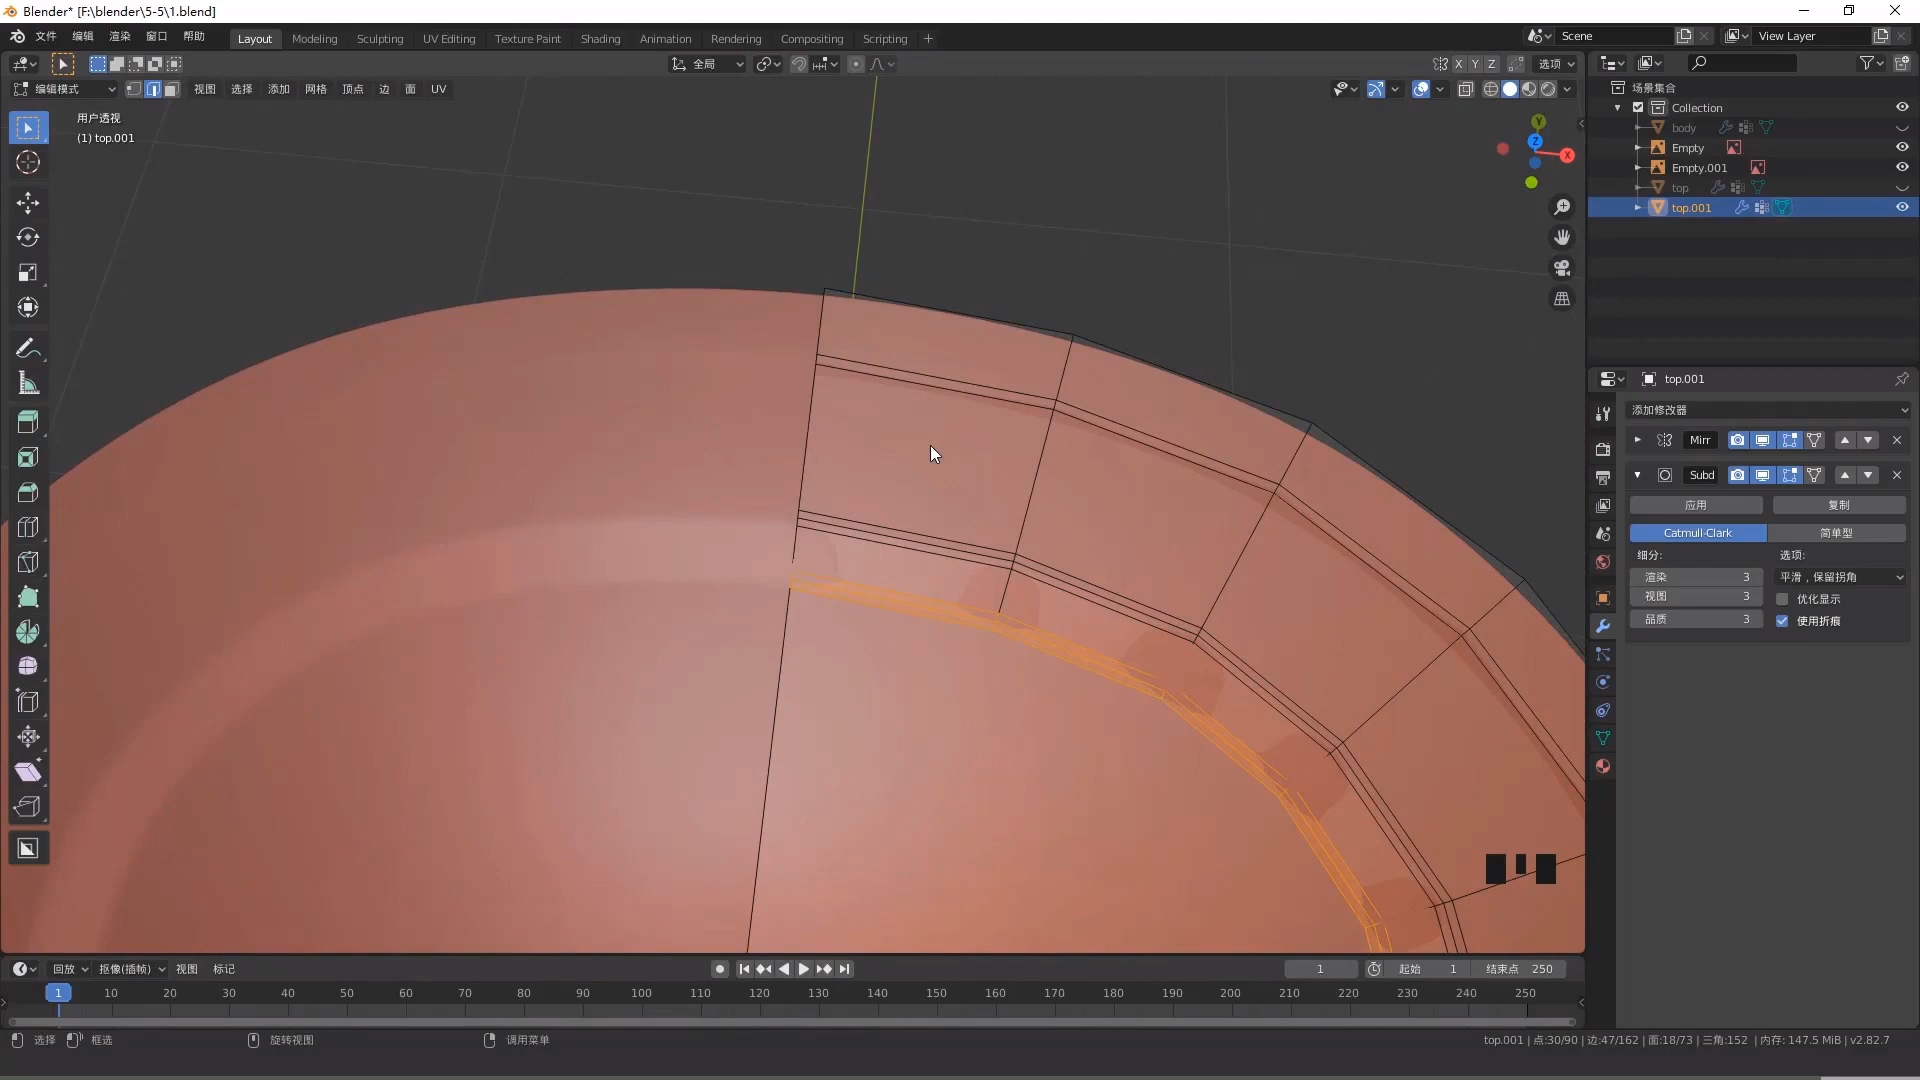 Blender* [F:\blender\5-5\1.blend]
文件 编辑 渲染 窗口 帮助 Layout Modeling Sculpting UV Editing Texture Paint Shading Animation Rendering Compositing Scripting + Scene View Layer
全局 X Y Z 选项
编辑模式 视图 选择 添加 网格 顶点 边 面 UV
用户透视
(1) top.001
Y
Z
X
场景集合
Collection
body
Empty
Empty.001
top
top.001
top.001
添加修改器
Mirr
Subd
应用 复制
Catmull-Clark 简单型
细分: 选项:
渲染 3 平滑，保留拐角
视图 3 优化显示
品质 3 使用折痕
回放 抠像(插帧) 视图 标记 1 起始 1 结束点 250
1 10 20 30 40 50 60 70 80 90 100 110 120 130 140 150 160 170 180 190 200 210 220 230 240 250
选择 框选 旋转视图 调用菜单 top.001 | 点:30/90 | 边:47/162 | 面:18/73 | 三角:152 | 内存: 147.5 MiB | v2.82.7